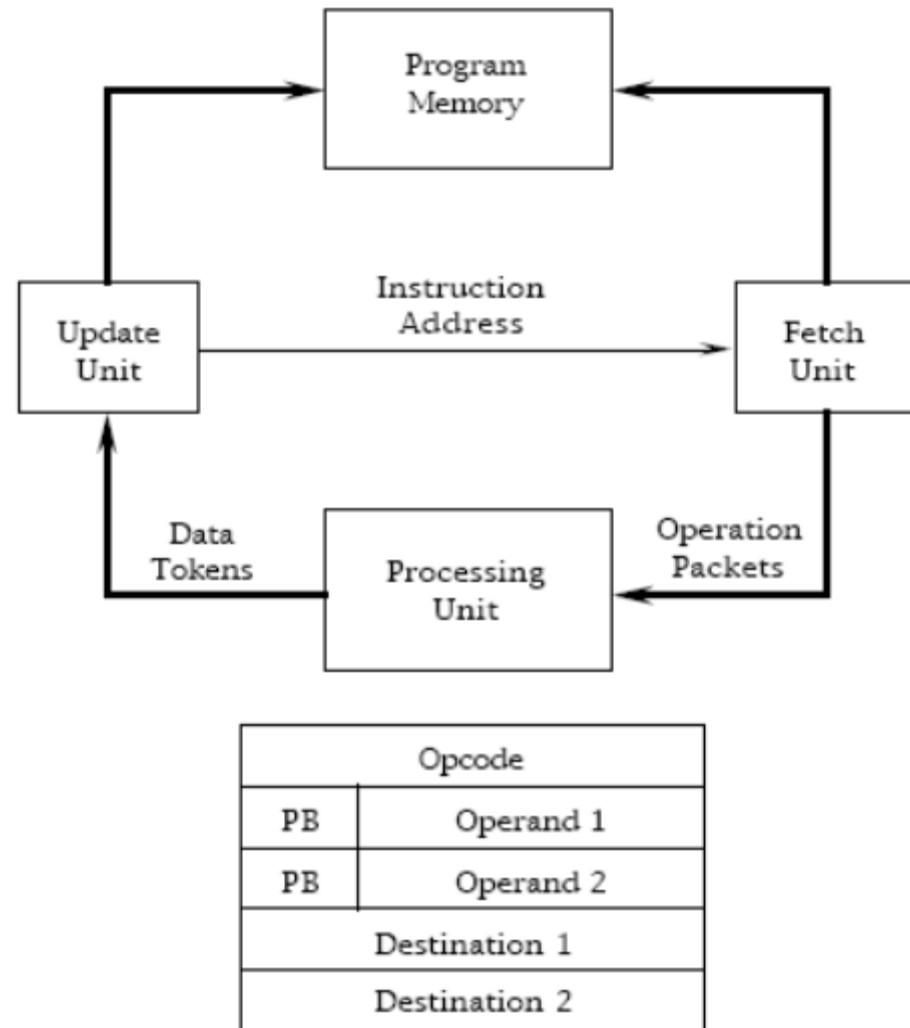 Program
Memory
Instruction
Address
Update
Unit
Fetch
Unit
Data
Tokens
Processing
Unit
Operation
Packets
Opcode
PB Operand 1
PB Operand 2
Destination 1
Destination 2